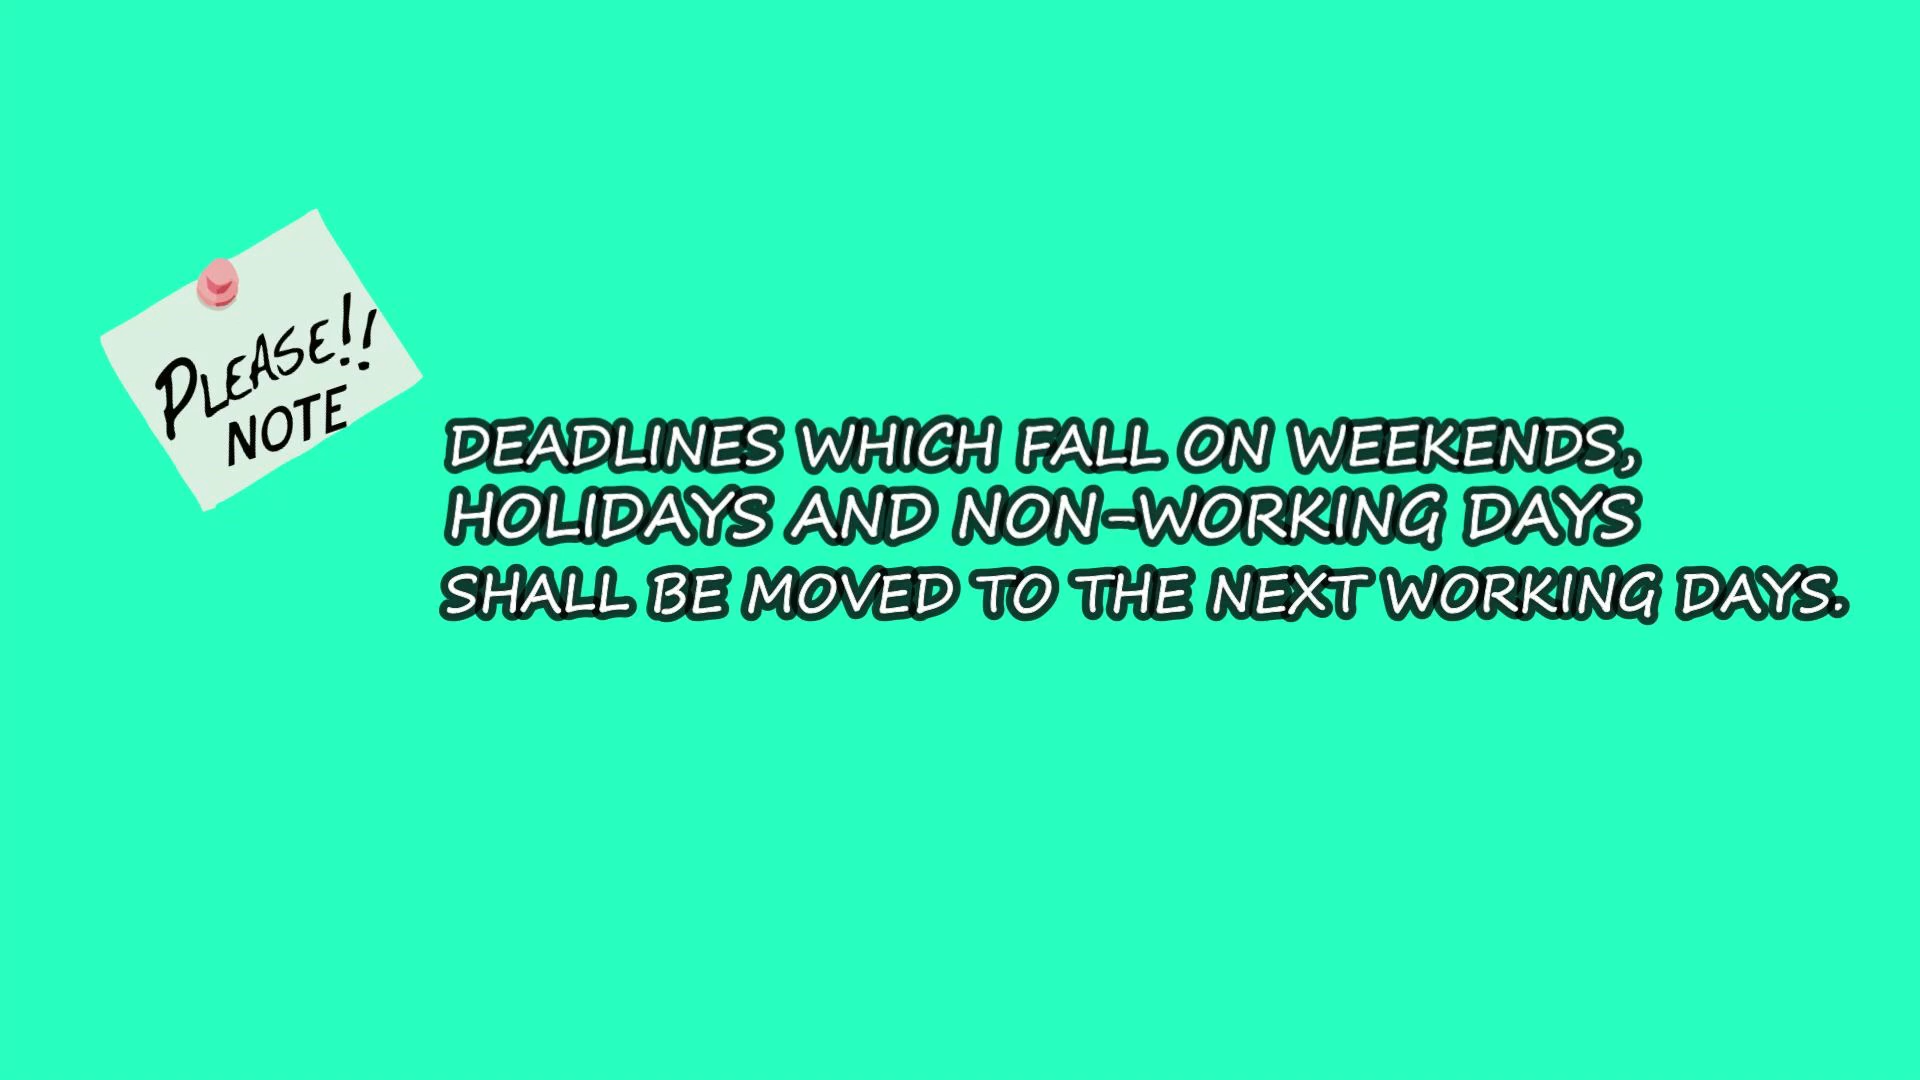 PLEASE!!
NOTE
DEADLINES WHICH FALL ON WEEKENDS,
HOLIDAYS AND NON-WORKING DAYS
SHALL BE MOVED TO THE NEXT WORKING DAYS.